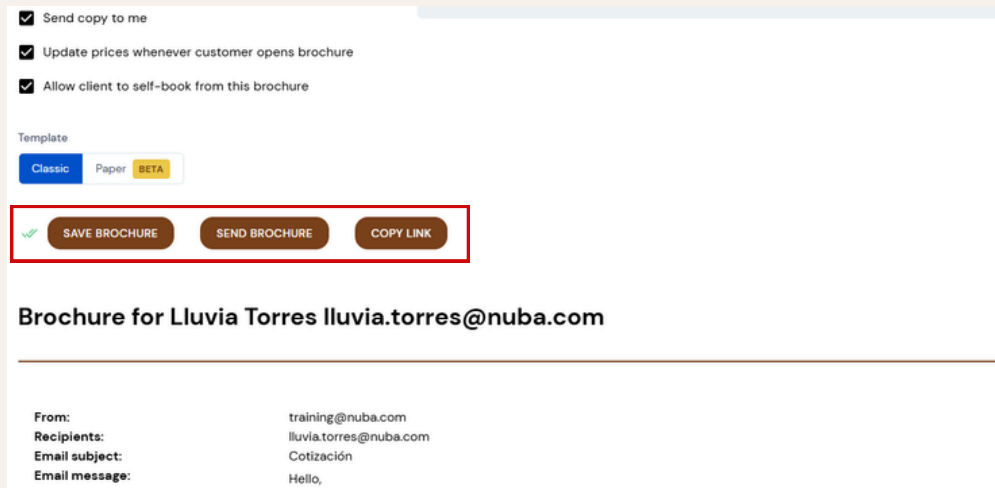 Send copy to me
Update prices whenever customer opens brochure
Allow client to self-book from this brochure
Template
Classic Paper BETA
SAVE BROCHURE SEND BROCHURE COPY LINK
Brochure for Lluvia Torres lluvia.torres@nuba.com
From: training@nuba.com
Recipients: lluvia.torres@nuba.com
Email subject: Cotización
Email message: Hello,